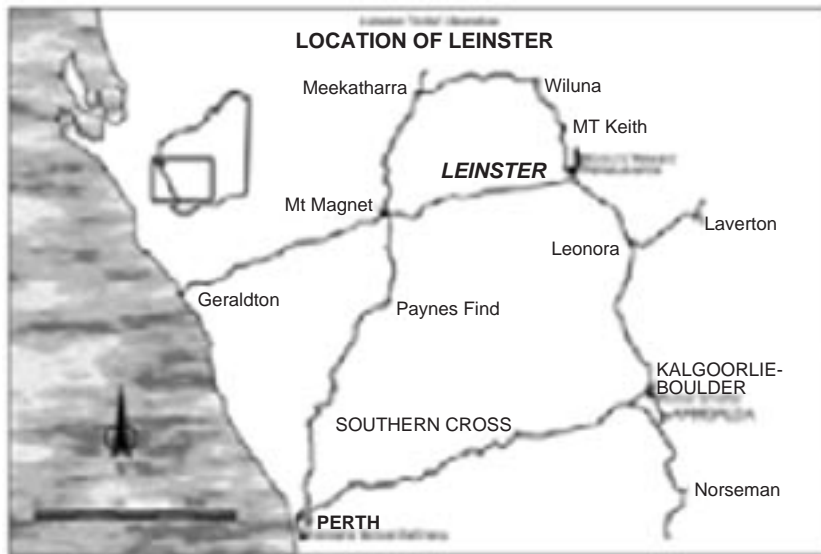 LOCATION OF LEINSTER
Meekatharra
Wiluna
MT Keith
LEINSTER
Mt Magnet
Laverton
Leonora
Geraldton
Paynes Find
KALGOORLIE-
BOULDER
SOUTHERN CROSS
Norseman
PERTH